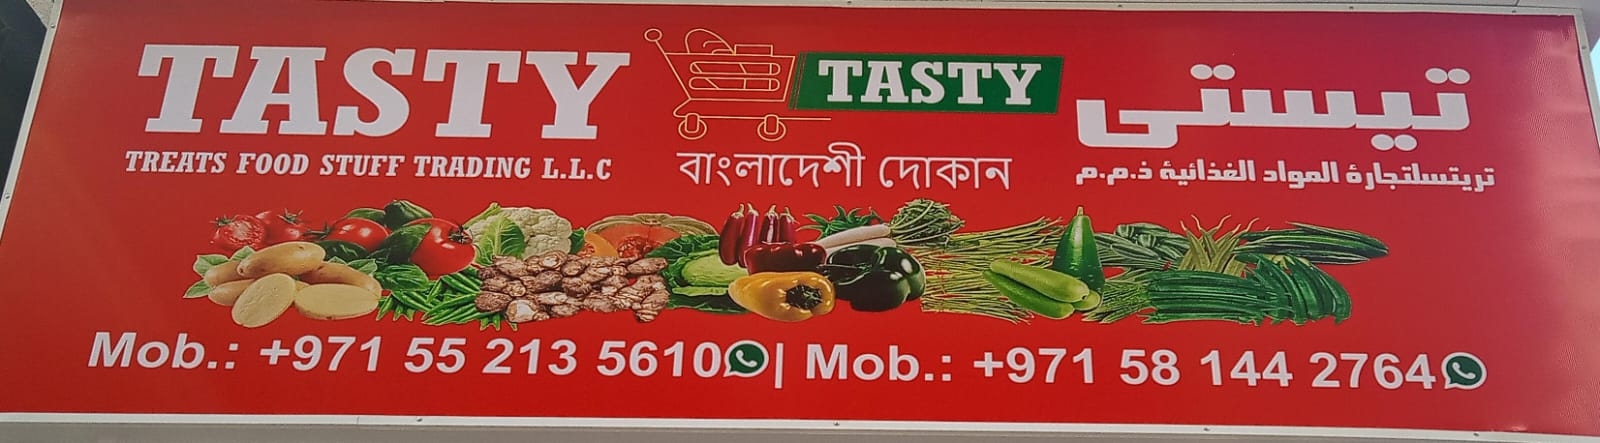 TASTY
TREATS FOOD STUFF TRADING L.L.C
TASTY
বাংলাদেশী দোকান
تيستى
تريتسلتجارة المواد الغذائية ذ.م.م
Mob.: +971 55 213 5610 | Mob.: +971 58 144 2764